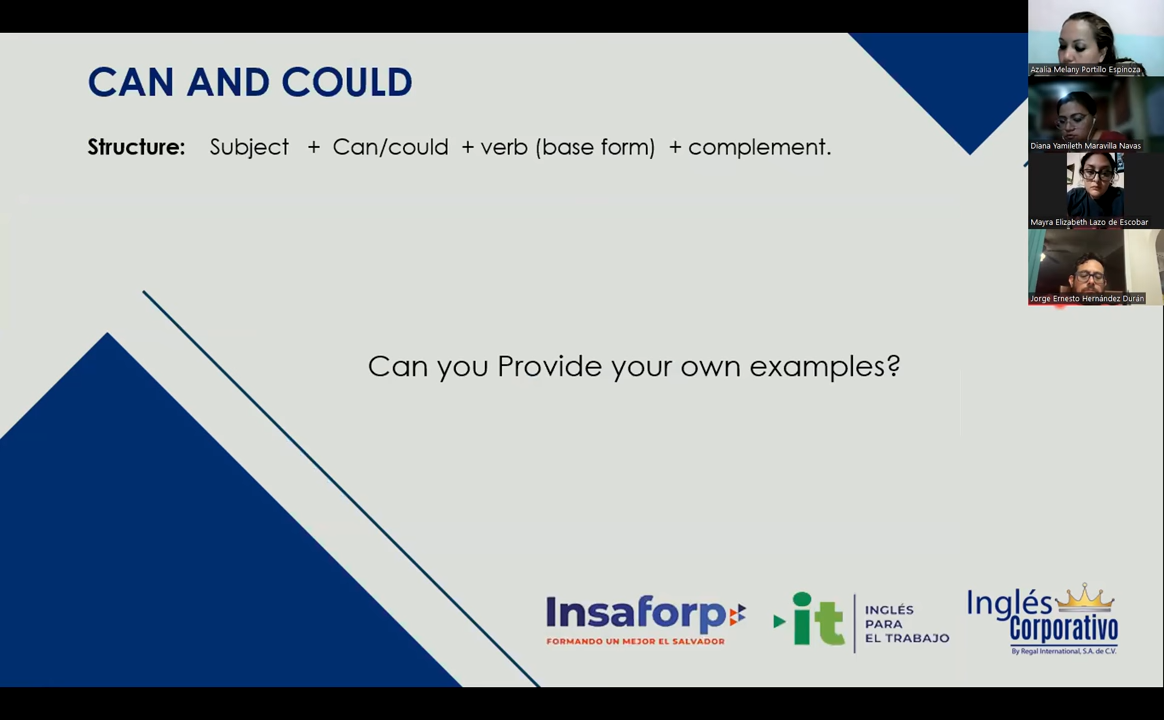 CAN AND COULD
Structure: Subject + Can/could + verb (base form) + complement.
Can you Provide your own examples?
Insaforp
FORMANDO UN MEJOR EL SALVADOR
it
INGLÉS
PARA
EL TRABAJO
Inglés
Corporativo
By Regal International, S.A. de C.V.
Azalia Melany Portillo Espinoza
Diana Yamileth Maravilla Navas
Mayra Elizabeth Lazo de Escobar
Jorge Ernesto Hernández Durán